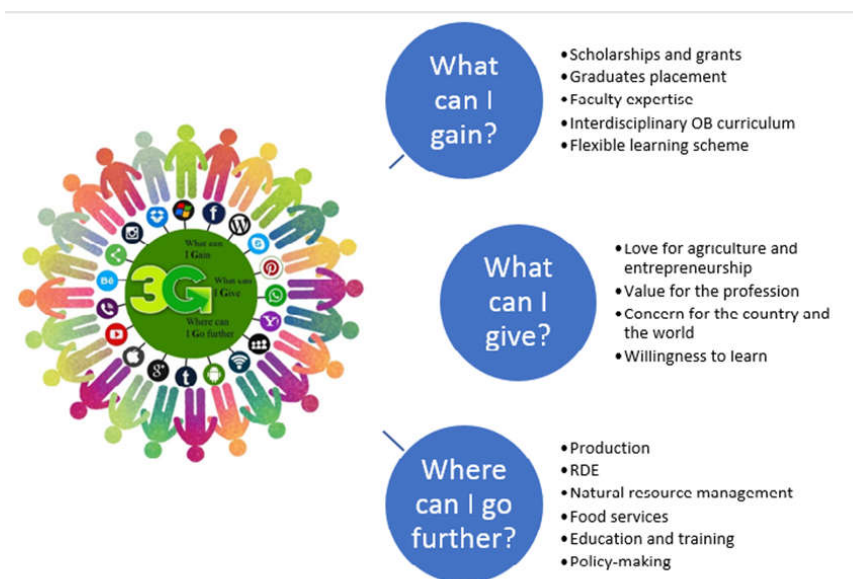 What
can I
gain?
• Scholarships and grants
• Graduates placement
• Faculty expertise
• Interdisciplinary OB curriculum
• Flexible learning scheme
What can
I Gain
3G
What can
I Give
Where can
I Go further
What
can I
give?
• Love for agriculture and
entrepreneurship
• Value for the profession
• Concern for the country and
the world
• Willingness to learn
Where
can I go
further?
• Production
• RDE
• Natural resource management
• Food services
• Education and training
• Policy-making
Bē
g+
t
f
W
S
Y!